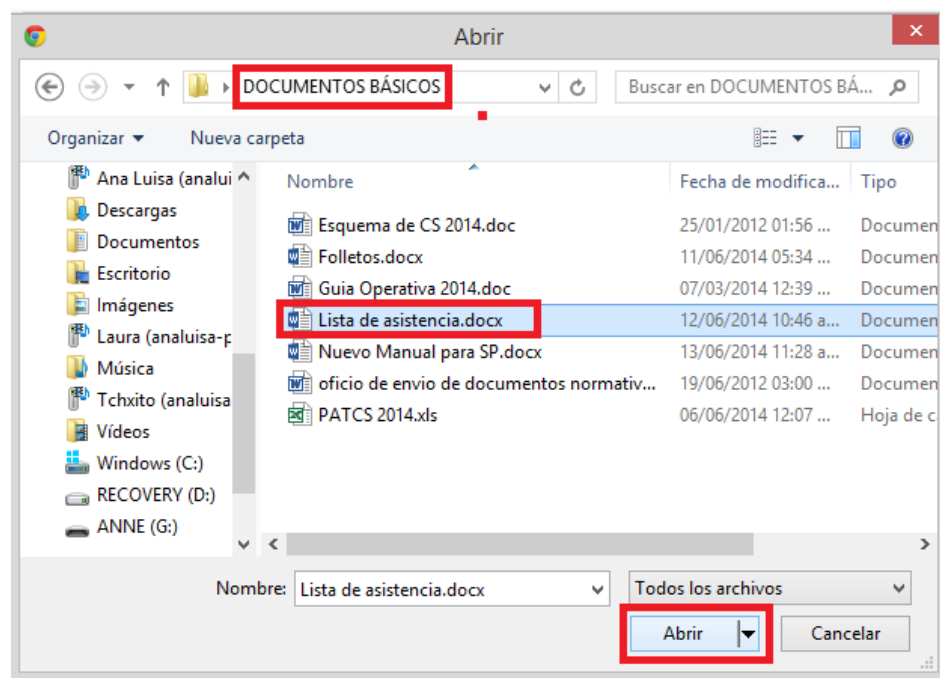 Abrir
DOCUMENTOS BÁSICOS
Buscar en DOCUMENTOS BÁ...
Organizar
Nueva carpeta
Ana Luisa (analui
Descargas
Documentos
Escritorio
Imágenes
Laura (analuisa-p
Música
Tchxito (analuisa
Vídeos
Windows (C:)
RECOVERY (D:)
ANNE (G:)
Nombre Fecha de modifica... Tipo
Esquema de CS 2014.doc 25/01/2012 01:56 ... Documen
Folletos.docx 11/06/2014 05:34 ... Documen
Guia Operativa 2014.doc 07/03/2014 12:39 ... Documen
Lista de asistencia.docx 12/06/2014 10:46 a... Documen
Nuevo Manual para SP.docx 13/06/2014 11:28 a... Documen
oficio de envio de documentos normativ... 19/06/2012 03:00 ... Documen
PATCS 2014.xls 06/06/2014 12:07 ... Hoja de c
Nombre: Lista de asistencia.docx Todos los archivos
Abrir Cancelar